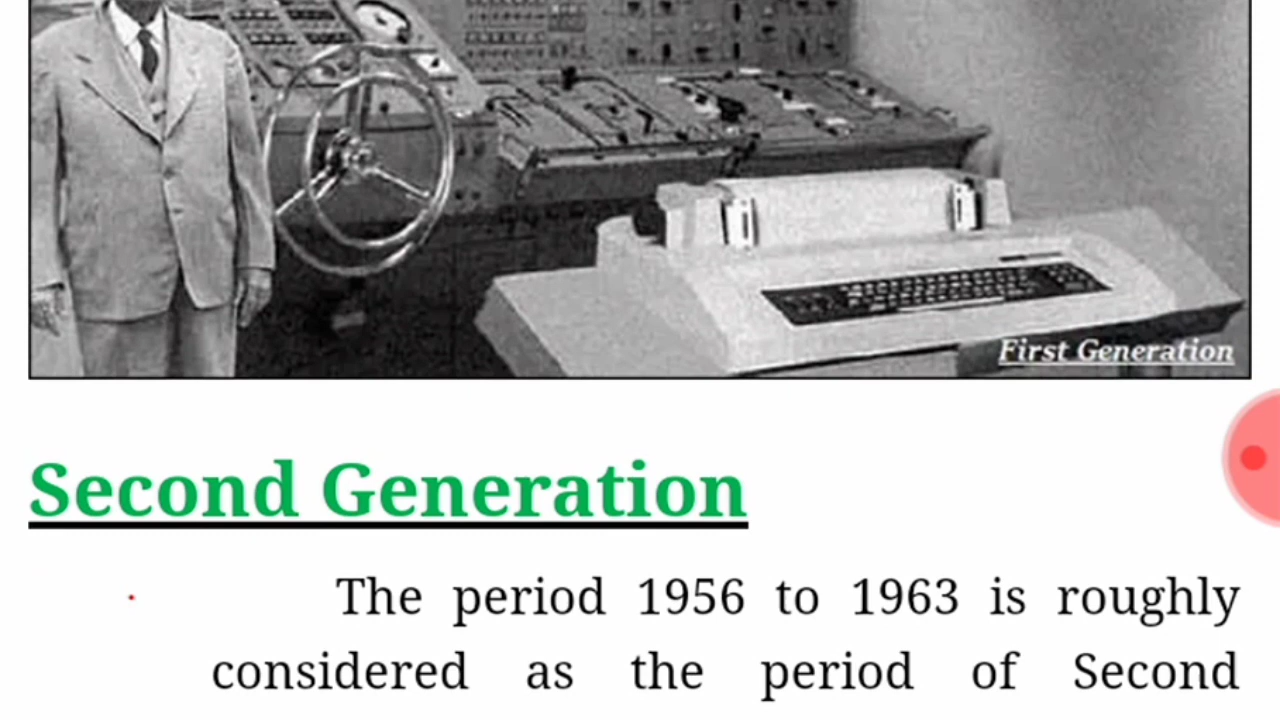 First Generation
Second Generation
The period 1956 to 1963 is roughly
considered as the period of Second